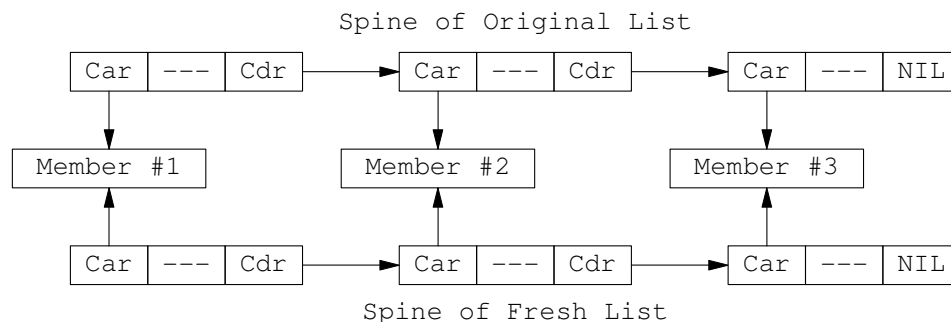 Spine of Original List
Car --- Cdr Car --- Cdr Car --- NIL
Member #1 Member #2 Member #3
Car --- Cdr Car --- Cdr Car --- NIL
Spine of Fresh List